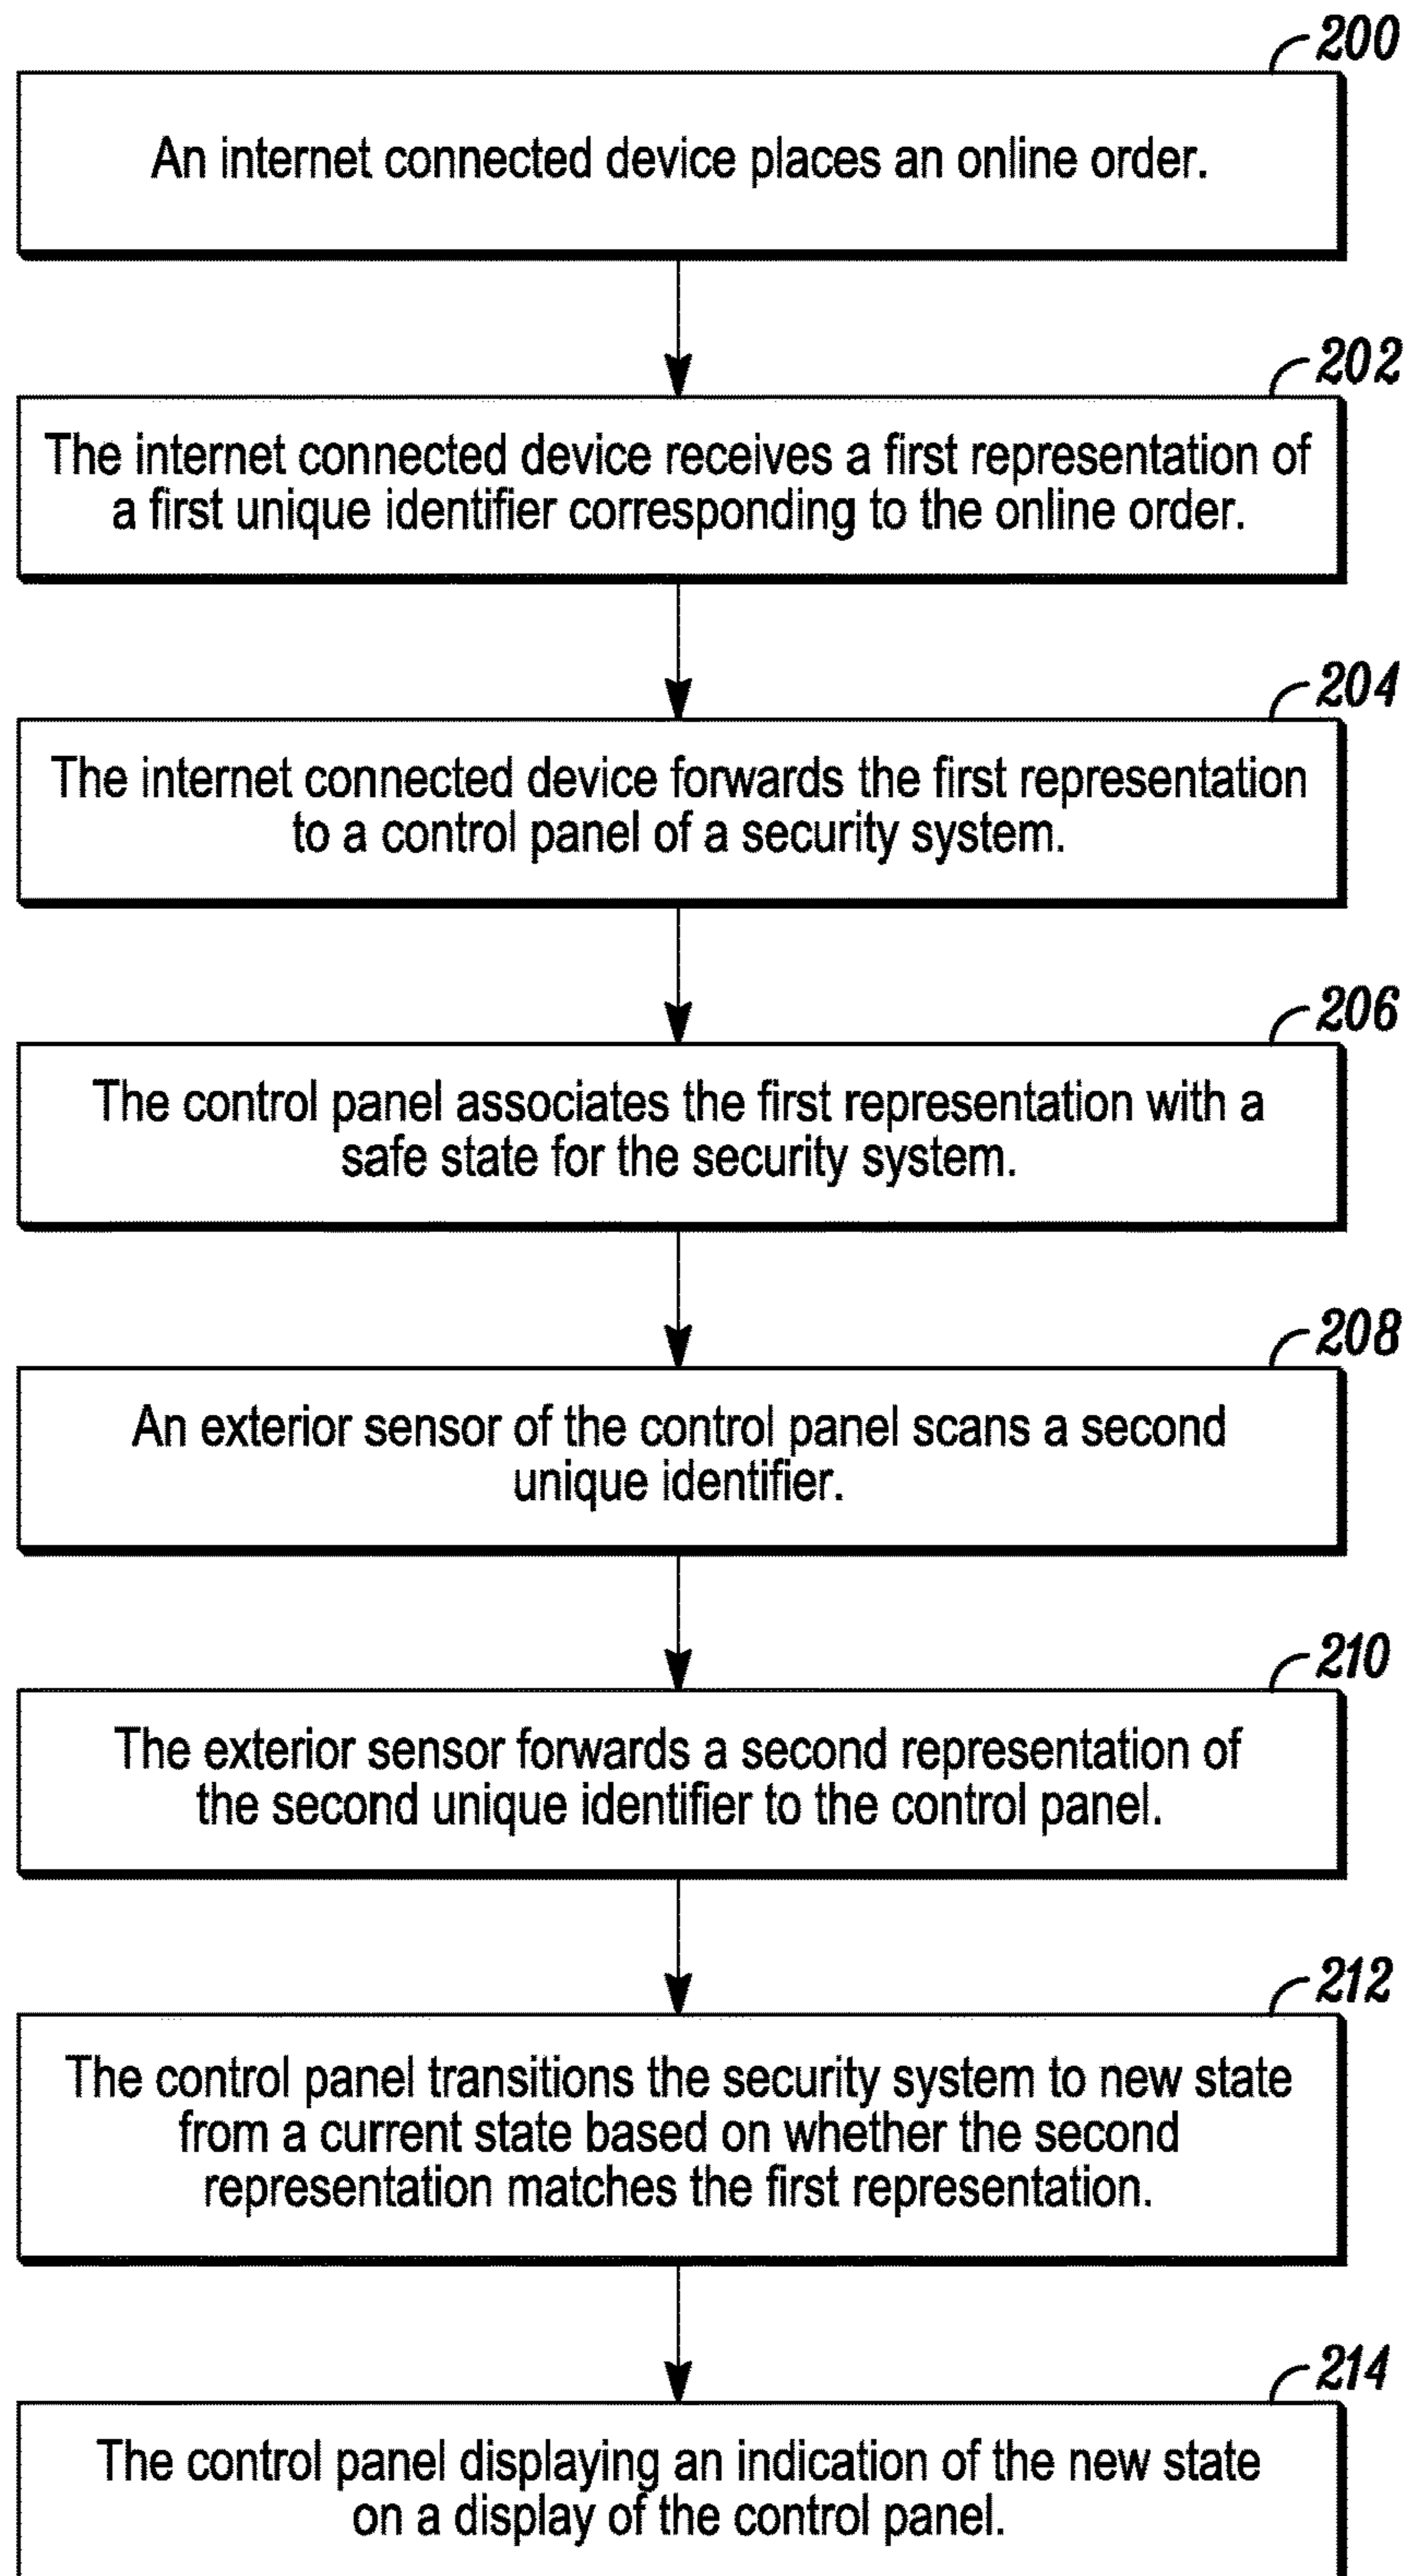 200
An internet connected device places an online order.
202
The internet connected device receives a first representation of
a first unique identifier corresponding to the online order.
204
The internet connected device forwards the first representation
to a control panel of a security system.
206
The control panel associates the first representation with a
safe state for the security system.
208
An exterior sensor of the control panel scans a second
unique identifier.
210
The exterior sensor forwards a second representation of
the second unique identifier to the control panel.
212
The control panel transitions the security system to new state
from a current state based on whether the second
representation matches the first representation.
214
The control panel displaying an indication of the new state
on a display of the control panel.